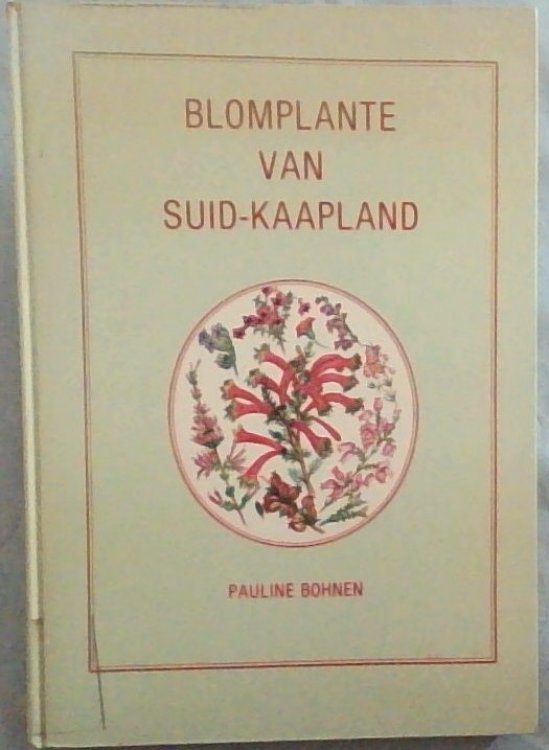 BLOMPLANTE
VAN
SUID-KAAPLAND
PAULINE BOHNEN